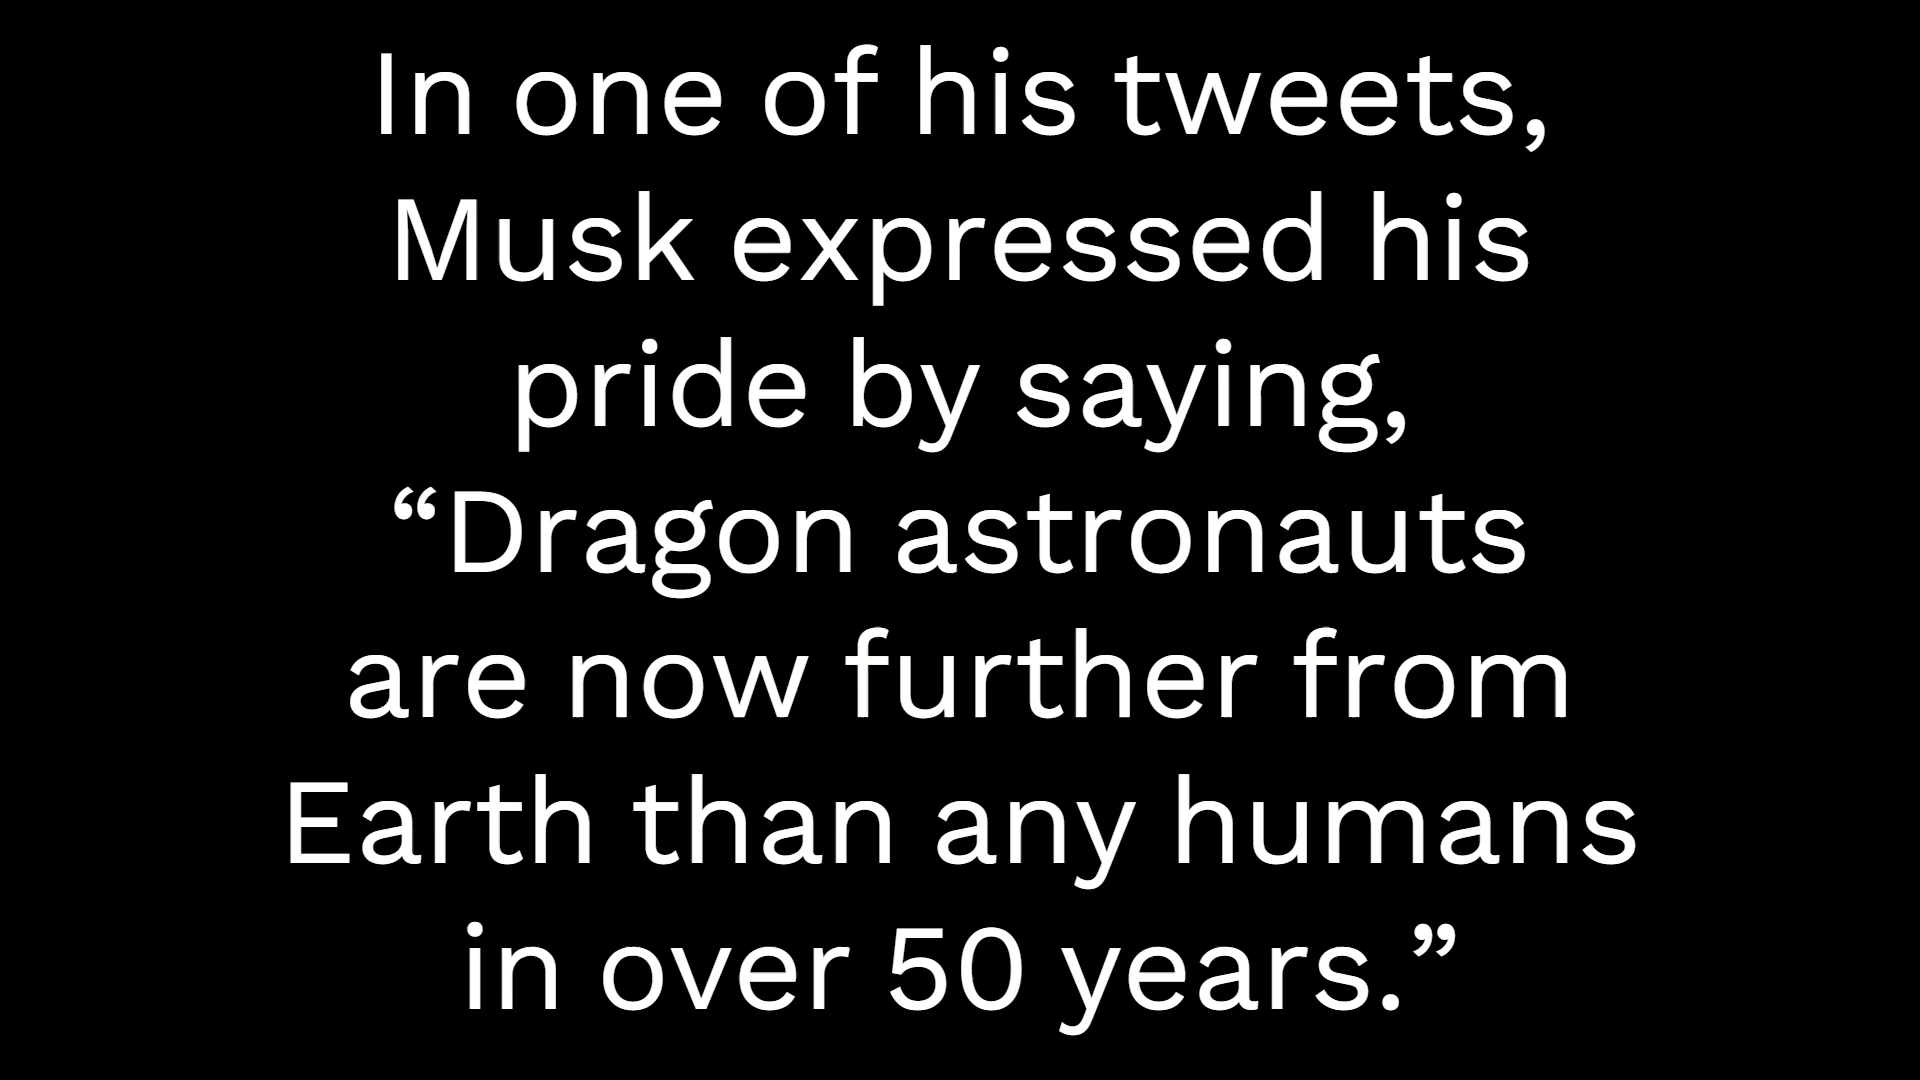 In one of his tweets,
Musk expressed his
pride by saying,
“Dragon astronauts
are now further from
Earth than any humans
in over 50 years.”